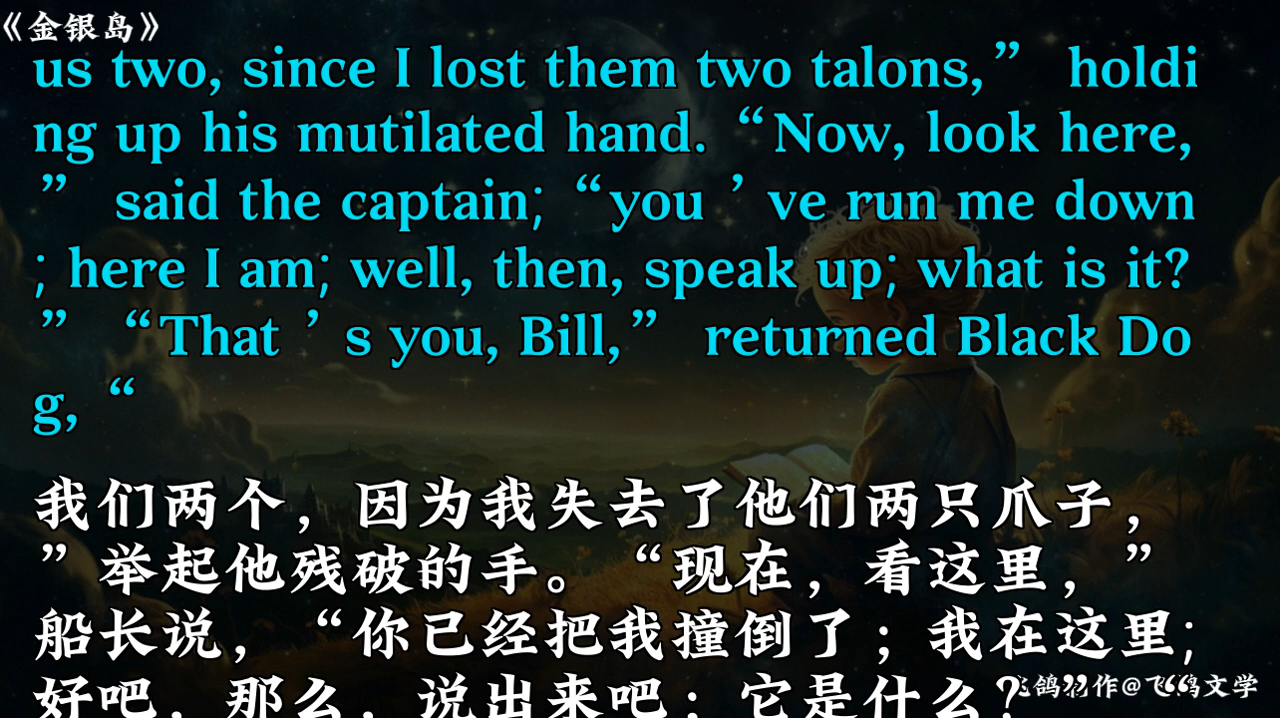 《金银岛》
us two, since I lost them two talons,” holdi
ng up his mutilated hand. “Now, look here,
” said the captain; “you ’ ve run me down
; here I am; well, then, speak up; what is it?
” “That ’ s you, Bill,” returned Black Do
g, “
我们两个，因为我失去了他们两只爪子，
”举起他残破的手。“现在，看这里，”
船长说，“你已经把我撞倒了；我在这里；
好吧，那么，说出来吧；它是什么？” “
飞鸽制作@飞鸽文学